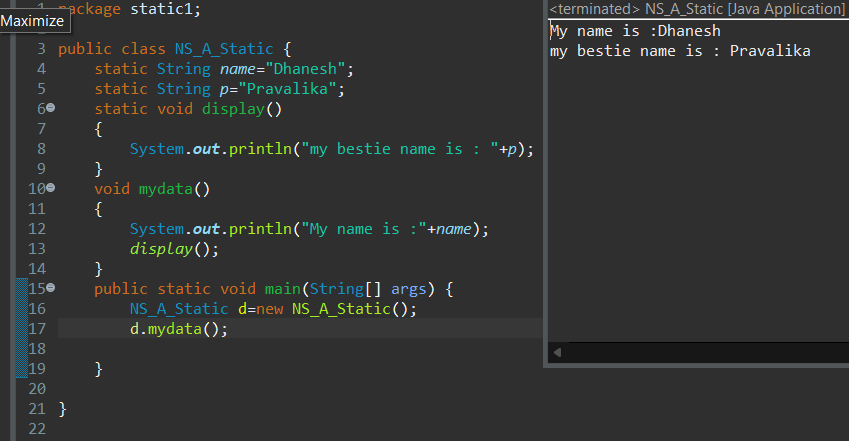 1 package static1;
Maximize
3 public class NS_A_Static {
4 static String name="Dhanesh";
5 static String p="Pravalika";
6 static void display()
7 {
8 System.out.println("my bestie name is : "+p);
9 }
10 void mydata()
11 {
12 System.out.println("My name is :"+name);
13 display();
14 }
15 public static void main(String[] args) {
16 NS_A_Static d=new NS_A_Static();
17 d.mydata();
18
19 }
20
21 }
22
<terminated> NS_A_Static [Java Application]
My name is :Dhanesh
my bestie name is : Pravalika